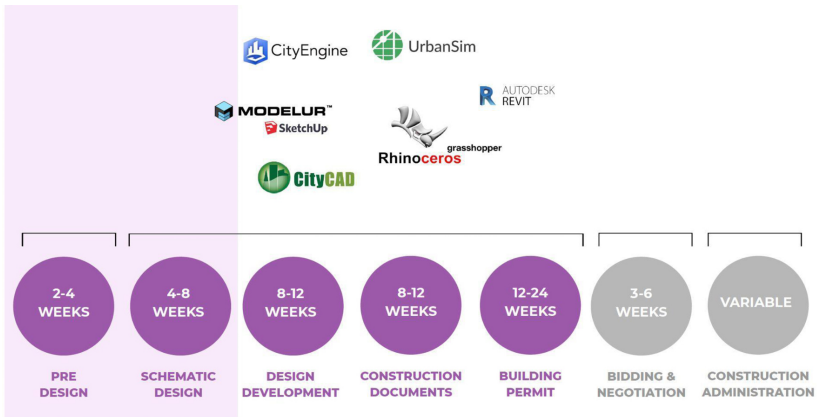 CityEngine
UrbanSim
AUTODESK
REVIT
MODELUR™
SketchUp
grasshopper
Rhinoceros
CityCAD
2-4
WEEKS
4-8
WEEKS
8-12
WEEKS
8-12
WEEKS
12-24
WEEKS
3-6
WEEKS
VARIABLE
PRE
DESIGN
SCHEMATIC
DESIGN
DESIGN
DEVELOPMENT
CONSTRUCTION
DOCUMENTS
BUILDING
PERMIT
BIDDING &
NEGOTIATION
CONSTRUCTION
ADMINISTRATION